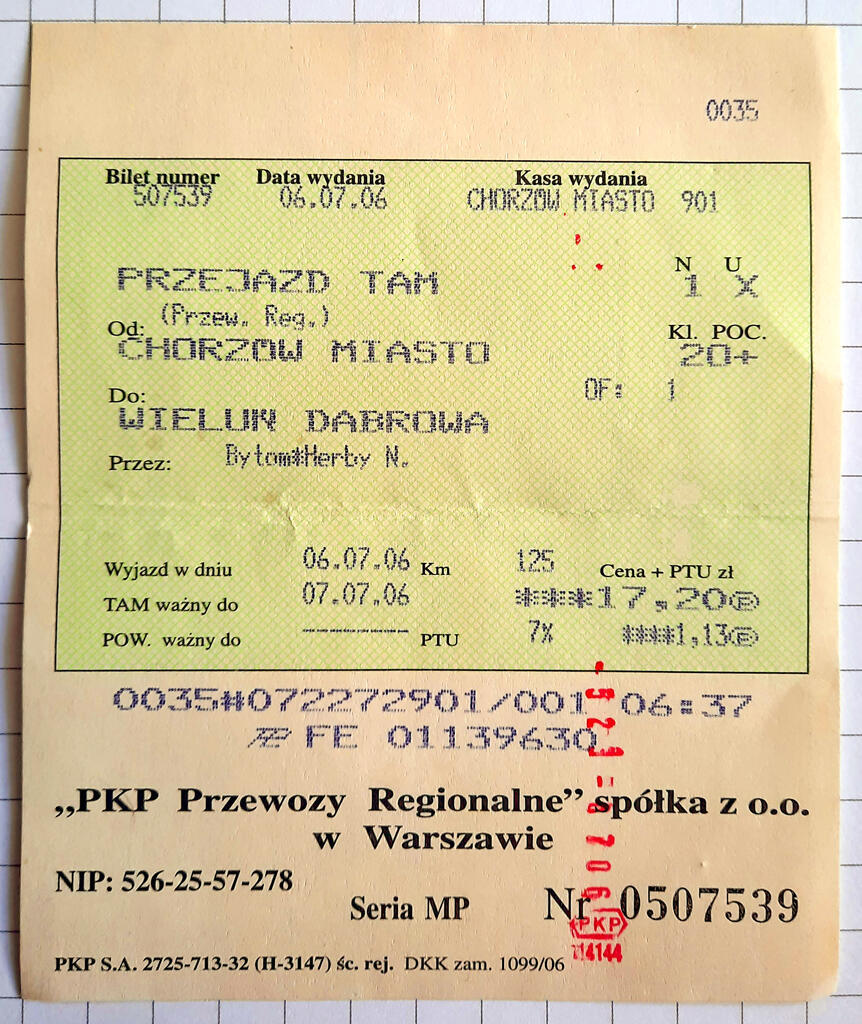 0035
Bilet numer Data wydania Kasa wydania
507539 06.07.06 CHORZOW MIASTO 901
N U
PRZEJAZD TAM 1 X
(Przew. Reg.)
Od: Kl. POC.
CHORZOW MIASTO 20+
Do: OF: 1
WIELUN DABROWA
Przez: Bytom*Herby N.
Wyjazd w dniu 06.07.06 Km 125 Cena + PTU zł
TAM ważny do 07.07.06 ***17,20
POW. ważny do -------- PTU 7% ****1,13
0035#072272901/001 06:37
FE 01139630
„PKP Przewozy Regionalne” spółka z o.o.
w Warszawie
NIP: 526-25-57-278
Seria MP Nr 0507539
PKP
PKP S.A. 2725-713-32 (H-3147) śc. rej. DKK zam. 1099/06